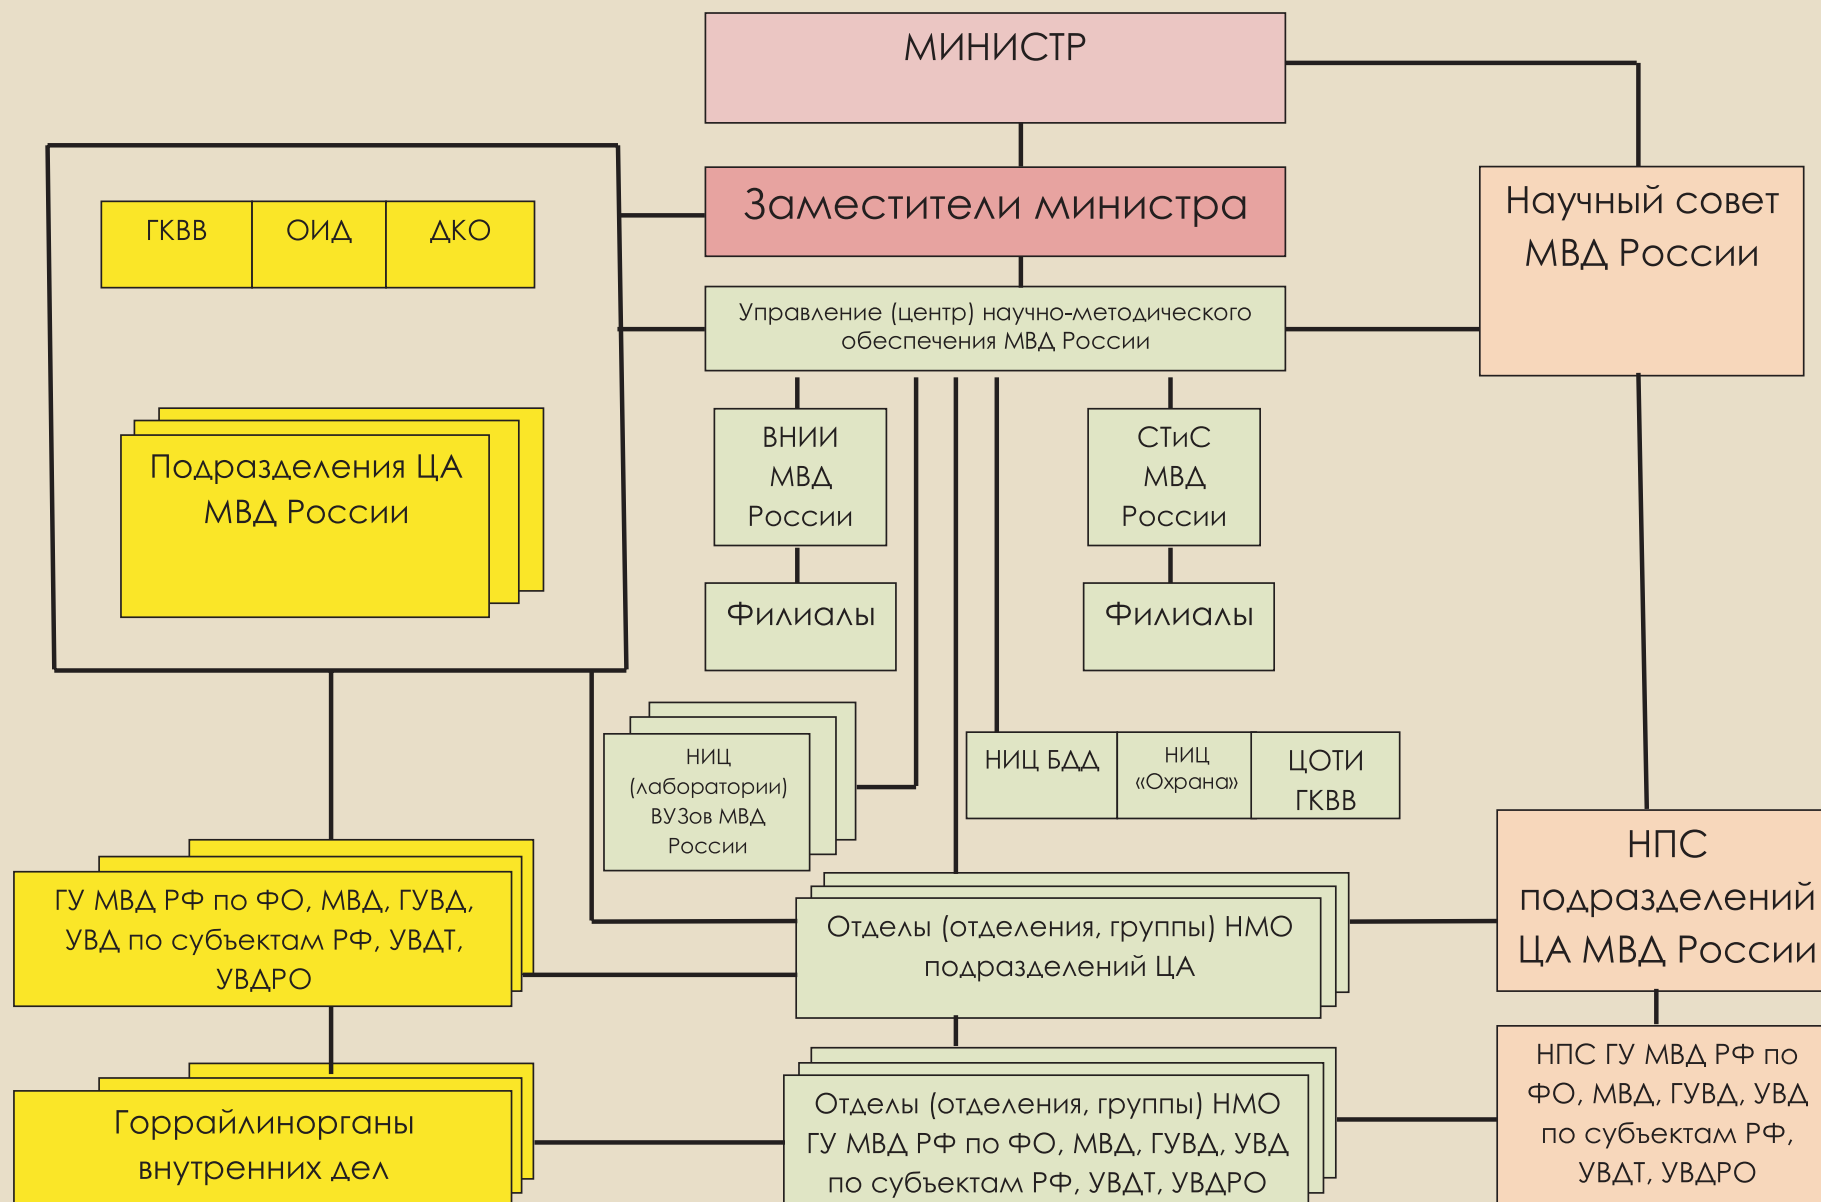 МИНИСТР
Заместители министра
Научный совет
МВД России
ГКВВ
ОИД
ДКО
Управление (центр) научно-методического
обеспечения МВД России
Подразделения ЦА
МВД России
ВНИИ
МВД
России
СТиС
МВД
России
Филиалы
Филиалы
НИЦ
(лаборатории)
ВУЗов МВД
России
НИЦ БДД
НИЦ
«Охрана»
ЦОТИ
ГКВВ
НПС
подразделений
ЦА МВД России
ГУ МВД РФ по ФО, МВД, ГУВД,
УВД по субъектам РФ, УВДТ,
УВДРО
Отделы (отделения, группы) НМО
подразделений ЦА
Горрайлинорганы
внутренних дел
Отделы (отделения, группы) НМО
ГУ МВД РФ по ФО, МВД, ГУВД, УВД
по субъектам РФ, УВДТ, УВДРО
НПС ГУ МВД РФ по
ФО, МВД, ГУВД, УВД
по субъектам РФ,
УВДТ, УВДРО